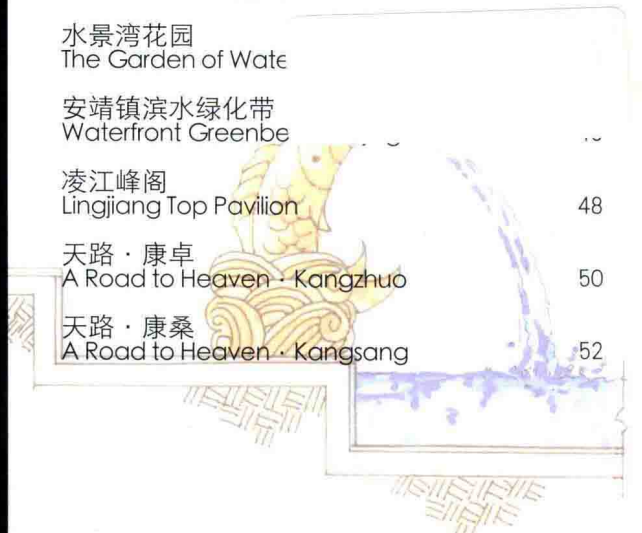 水景湾花园
The Garden of
安靖镇滨水绿化带
Waterfront
凌江峰阁
Lingjiang Top Pavilion 48
天路·康卓
A Road to Heaven · Kangzhuo 50
天路·康桑
A Road to Heaven · Kangsang 52